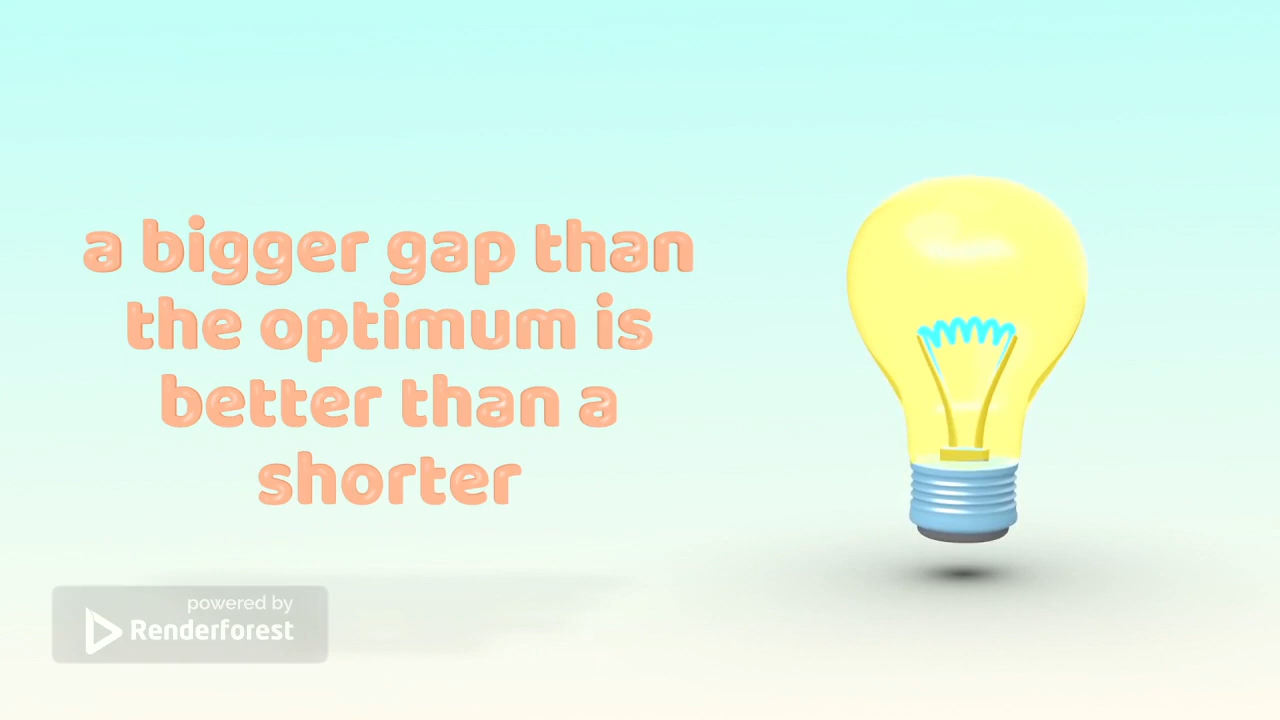 a bigger gap than
the optimum is
better than a
shorter
powered by
Renderforest